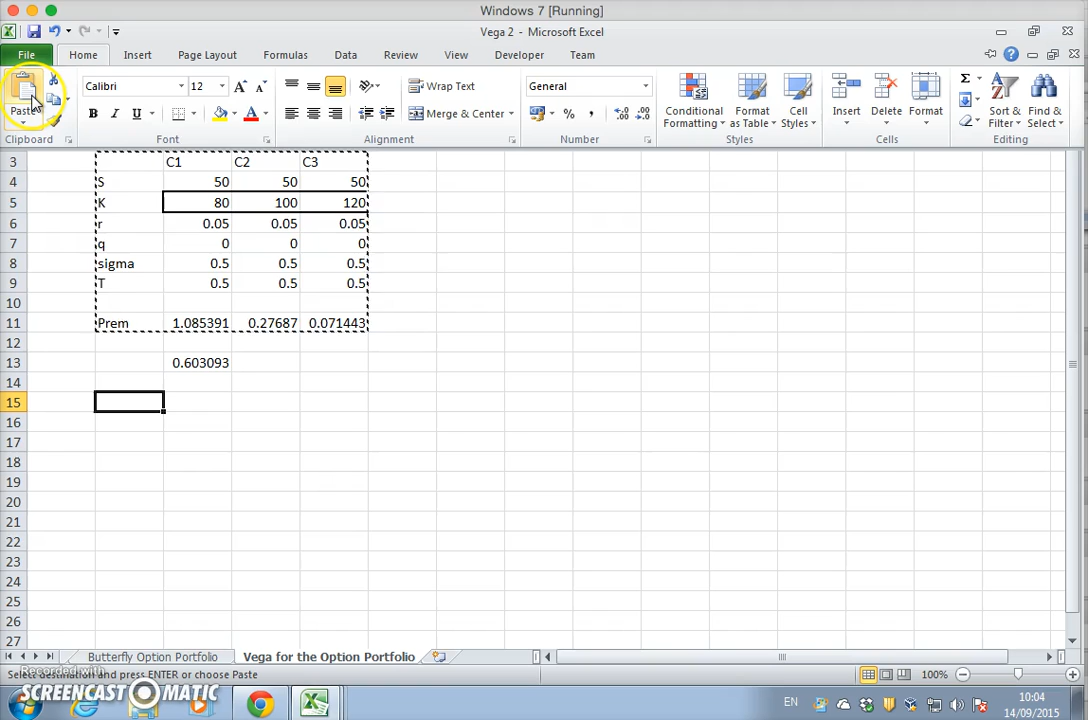 Windows 7 [Running]
Vega 2 - Microsoft Excel
File Home Insert Page Layout Formulas Data Review View Developer Team
Paste
Calibri 12
B I U A
Wrap Text
Merge & Center
General
% ,
Conditional Formatting
Format as Table
Cell Styles
Insert
Delete
Format
Sort & Filter
Find & Select
Clipboard Font Alignment Number Styles Cells Editing
3 C1 C2 C3
4 S 50 50 50
5 K 80 100 120
6 r 0.05 0.05 0.05
7 q 0 0 0
8 sigma 0.5 0.5 0.5
9 T 0.5 0.5 0.5
10
11 Prem 1.085391 0.27687 0.071443
12
13 0.603093
14
15
16
17
18
19
20
21
22
23
24
25
26
27
Butterfly Option Portfolio Vega for the Option Portfolio
Select destination and press ENTER or choose Paste 100%
Recorded with
SCREENCAST MATIC
EN 10:04
14/09/2015